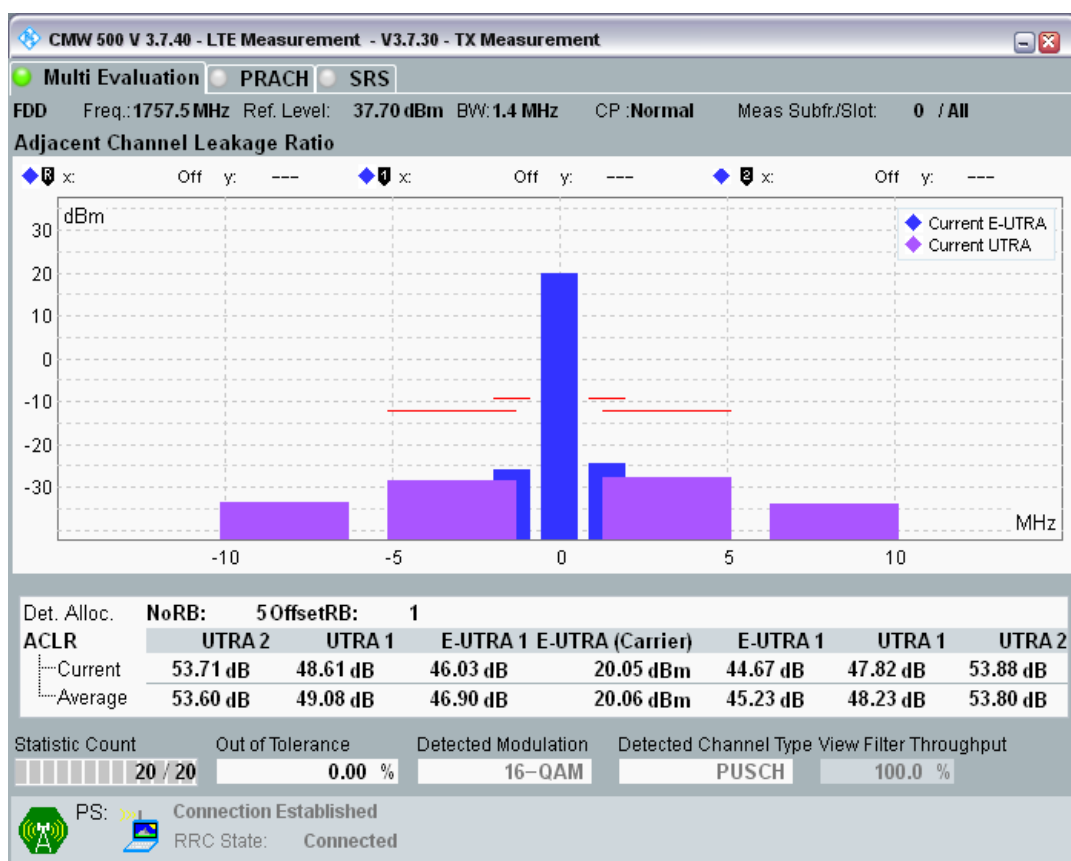 CMW 500 V 3.7.40 - LTE Measurement - V3.7.30 - TX Measurement
Multi Evaluation PRACH SRS
FDD Freq.: 1757.5 MHz Ref. Level: 37.70 dBm BW: 1.4 MHz CP :Normal Meas Subfr./Slot: 0 / All
Adjacent Channel Leakage Ratio
R x: Off y: --- 1 x: Off y: --- 2 x: Off y: ---
dBm
Current E-UTRA
Current UTRA
30
20
10
0
-10
-20
-30
MHz
-10 -5 0 5 10
Det. Alloc. NoRB: 5 OffsetRB: 1
ACLR UTRA 2 UTRA 1 E-UTRA 1 E-UTRA (Carrier) E-UTRA 1 UTRA 1 UTRA 2
Current 53.71 dB 48.61 dB 46.03 dB 20.05 dBm 44.67 dB 47.82 dB 53.88 dB
Average 53.60 dB 49.08 dB 46.90 dB 20.06 dBm 45.23 dB 48.23 dB 53.80 dB
Statistic Count Out of Tolerance Detected Modulation Detected Channel Type View Filter Throughput
20 / 20 0.00 % 16-QAM PUSCH 100.0 %
PS: Connection Established
RRC State: Connected